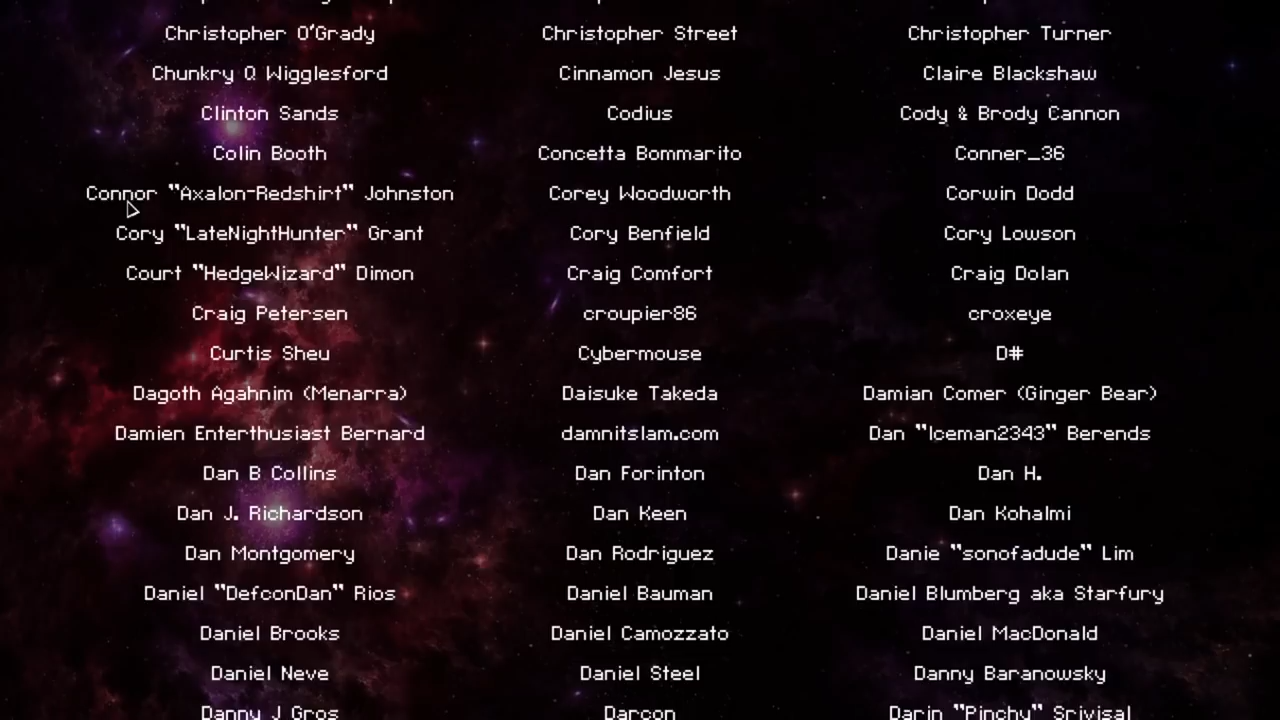 Christopher O'Grady Christopher Street Christopher Turner
Chunkry Q Wigglesford Cinnamon Jesus Claire Blackshaw
Clinton Sands Codius Cody & Brody Cannon
Colin Booth Concetta Bommarito Conner_36
Connor "Axalon-Redshirt" Johnston Corey Woodworth Corwin Dodd
Cory "LateNightHunter" Grant Cory Benfield Cory Lowson
Court "HedgeWizard" Dimon Craig Comfort Craig Dolan
Craig Petersen croupier86 croxeye
Curtis Sheu Cybermouse D#
Dagoth Agahnim (Menarra) Daisuke Takeda Damian Comer (Ginger Bear)
Damien Enterthusiast Bernard damnitslam.com Dan "Iceman2343" Berends
Dan B Collins Dan Forinton Dan H.
Dan J. Richardson Dan Keen Dan Kohalmi
Dan Montgomery Dan Rodriguez Danie "sonofadude" Lim
Daniel "DefconDan" Rios Daniel Bauman Daniel Blumberg aka Starfury
Daniel Brooks Daniel Camozzato Daniel MacDonald
Daniel Neve Daniel Steel Danny Baranowsky
Danny J Gros Darcon Darin "Pinchy" Srivisal